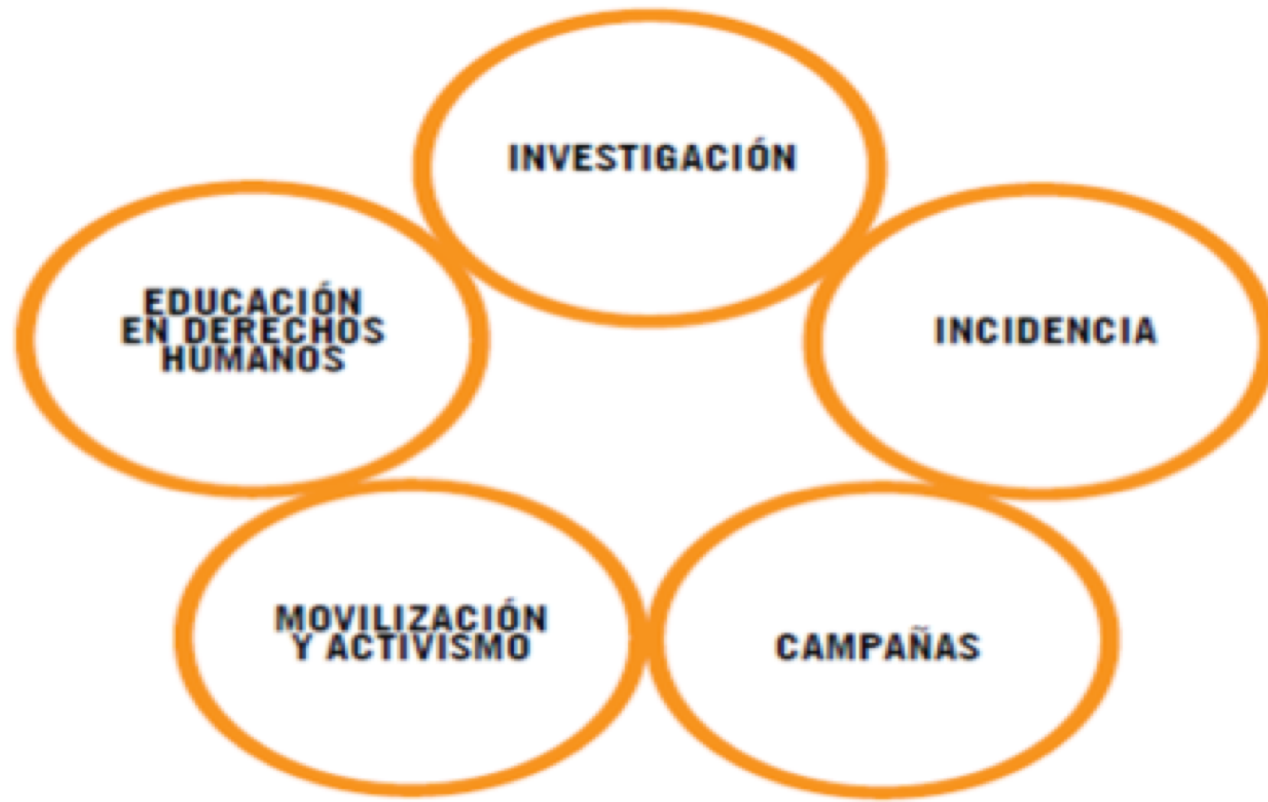 INVESTIGACIÓN
EDUCACIÓN
EN DERECHOS
HUMANOS
INCIDENCIA
MOVILIZACIÓN
Y ACTIVISMO
CAMPAÑAS